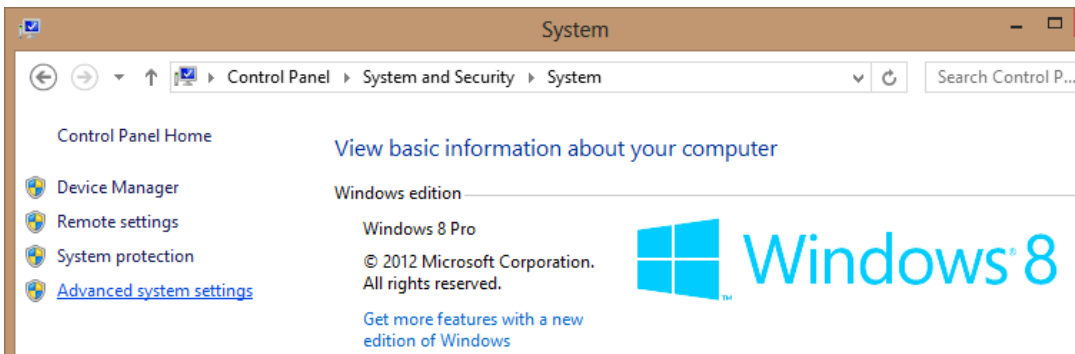 System
Control Panel System and Security System
Search Control P...
Control Panel Home
Device Manager
Remote settings
System protection
Advanced system settings
View basic information about your computer
Windows edition
Windows 8 Pro
© 2012 Microsoft Corporation.
All rights reserved.
Get more features with a new
edition of Windows
Windows® 8
TM